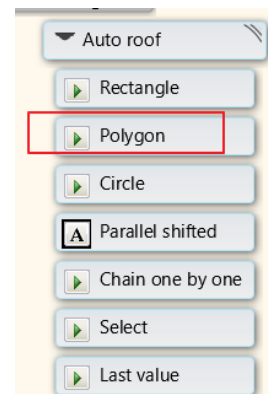 Auto roof
Rectangle
Polygon
Circle
A Parallel shifted
Chain one by one
Select
Last value